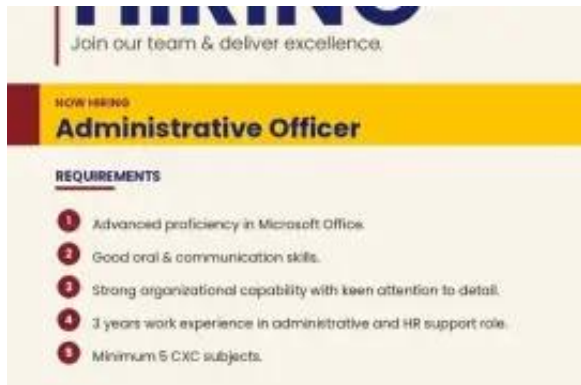 HIRING
Join our team & deliver excellence.
NOW HIRING
Administrative Officer
REQUIREMENTS
1 Advanced proficiency in Microsoft Office.
2 Good oral & communication skills.
3 Strong organizational capability with keen attention to detail.
4 3 years work experience in administrative and HR support role.
5 Minimum 5 CXC subjects.